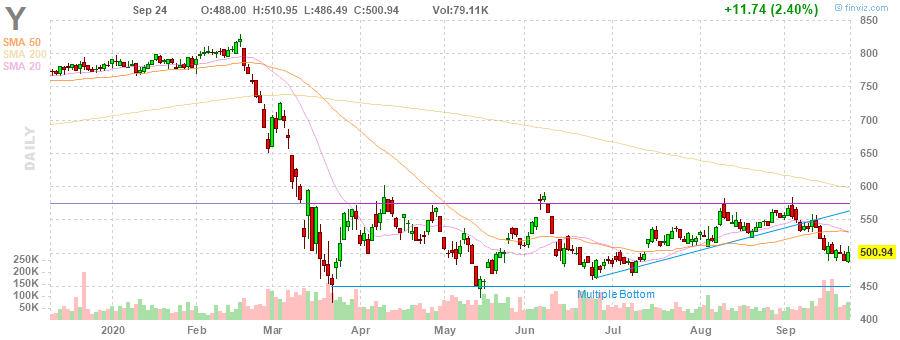 Y Sep 24 O:488.00 H:510.95 L:486.49 C:500.94 Vol:79.11K +11.74 (2.40%) © finviz.com
SMA 50
SMA 200
SMA 20
DAILY
850
800
750
700
650
600
550
500.94
450
400
250K
200K
150K
100K
50K
Multiple Bottom
2020 Feb Mar Apr May Jun Jul Aug Sep